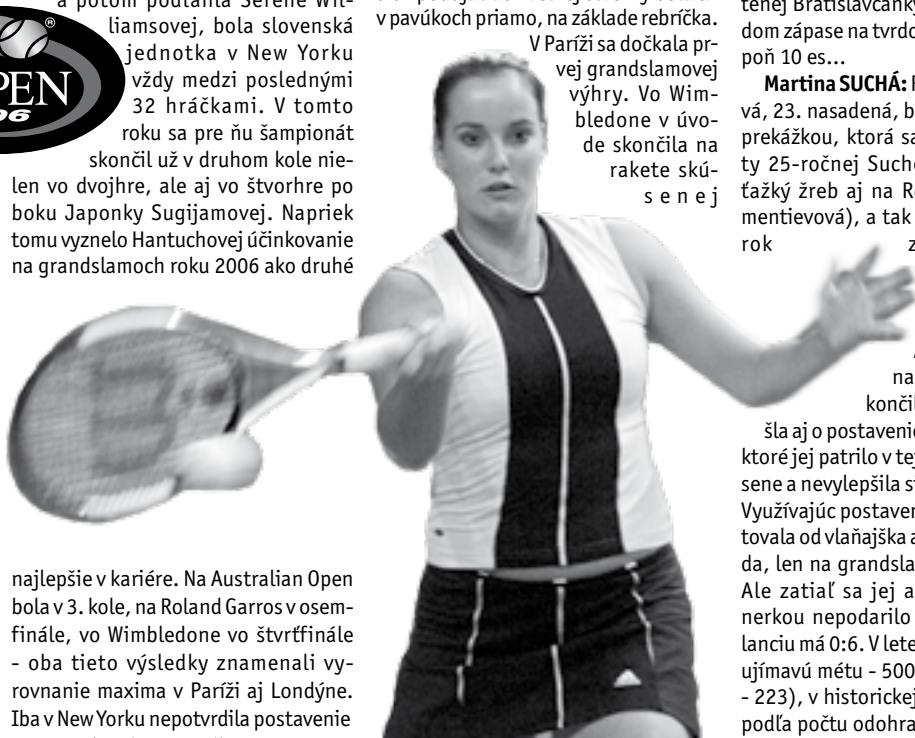 PEN
®
a potom podľahla Serene Wil-
liamsovej, bola slovenská
jednotka v New Yorku
vždy medzi poslednými
32 hráčkami. V tomto
roku sa pre ňu šampionát
skončil už v druhom kole nie-
len vo dvojhre, ale aj vo štvorhre po
boku Japonky Sugijamovej. Napriek
tomu vyznelo Hantuchovej účinkovanie
na grandslamoch roku 2006 ako druhé
najlepšie v kariére. Na Australian Open
bola v 3. kole, na Roland Garros v osem-
finále, vo Wimbledone vo štvrťfinále
- oba tieto výsledky znamenali vy-
rovnanie maxima v Paríži aj Londýne.
Iba v New Yorku nepotvrdila postavenie
v pavúkoch priamo, na základe rebríčka.
V Paríži sa dočkala pr-
vej grandslamovej
výhry. Vo Wim-
bledone v úvo-
de skončila na
rakete skú-
senej
tenej Bratislavčanky
dom zápase na tvrdo
poň 10 es...
Martina SUCHÁ:
vá, 23. nasadená, b
prekážkou, ktorá sa
ty 25-ročnej Sucho
ťažký žreb aj na Ro
mentievová), a tak
rok z
na
končil
šla aj o postavenie
ktoré jej patrilo v tej
sene a nevylepšila si
Využívajúc postaven
tovala od vlaňajška a
da, len na grandsla
Ale zatiaľ sa jej a
nerkou nepodarilo
lanciu má 0:6. V lete
ujímavú métu - 500
- 223), v historickej
podľa počtu odohra